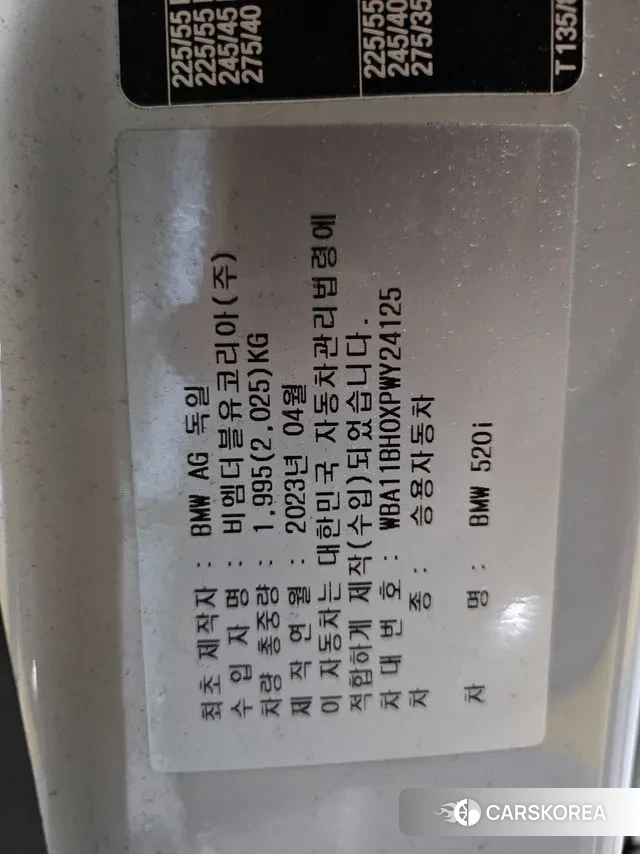 225/55
225/55
245/45
275/40
225/55
245/40
275/35
T135/
최초 제작자 : BMW AG 독일
수 입 자 명 : 비엠더블유코리아(주)
차량 총중량 : 1,995(2,025)KG
제 작 연 월 : 2023년 04월
이 자동차는 대한민국 자동차관리법령에
적합하게 제작(수입)되었습니다.
차 대 번 호 : WBA11BH0XPWY24125
차 종 : 승용자동차
차 명 : BMW 520i
CARSKOREA